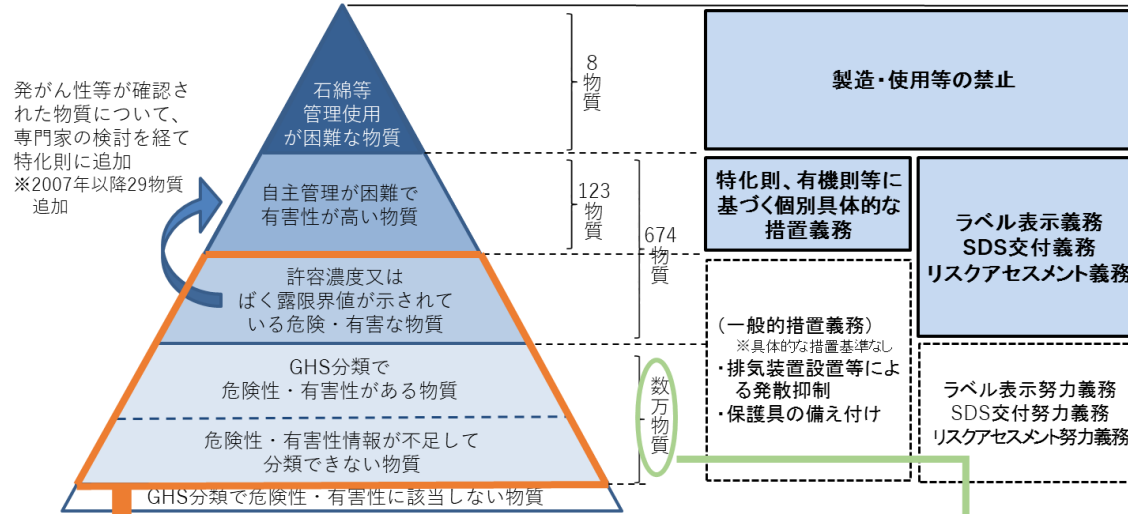 発がん性等が確認さ
れた物質について、
専門家の検討を経て
特化則に追加
※2007年以降29物質
追加
石綿等
管理使用
が困難な物質
自主管理が困難で
有害性が高い物質
許容濃度又は
ばく露限界値が示されて
いる危険・有害な物質
GHS分類で
危険性・有害性がある物質
危険性・有害性情報が不足して
分類できない物質
GHS分類で危険性・有害性に該当しない物質
8
物質
123
物質
674
物質
数万物質
製造・使用等の禁止
特化則、有機則等に
基づく個別具体的な
措置義務
(一般的措置義務)
※具体的な措置基準なし
・排気装置設置等によ
る発散抑制
・保護具の備え付け
ラベル表示義務
SDS交付義務
リスクアセスメント義務
ラベル表示努力義務
SDS交付努力義務
リスクアセスメント努力義務